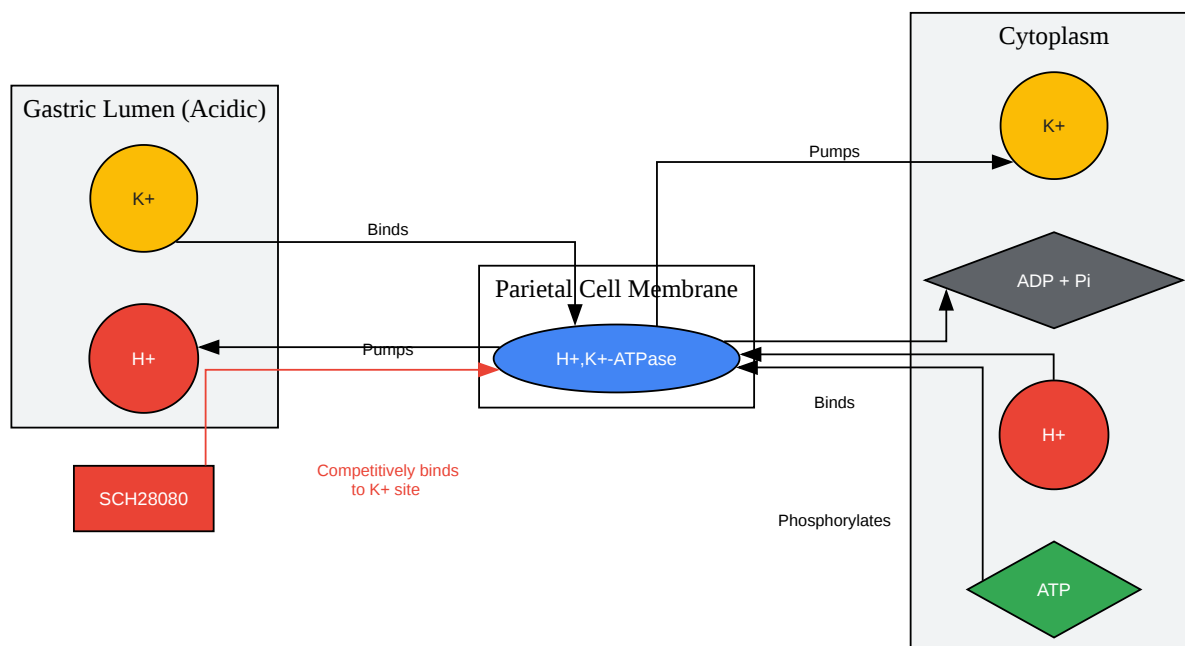 Cytoplasm
Gastric Lumen (Acidic)
K+
K+
Pumps
Binds
ADP + Pi
Parietal Cell Membrane
H+
Pumps
H+,K+-ATPase
Binds
H+
Competitively binds
to K+ site
SCH28080
Phosphorylates
ATP